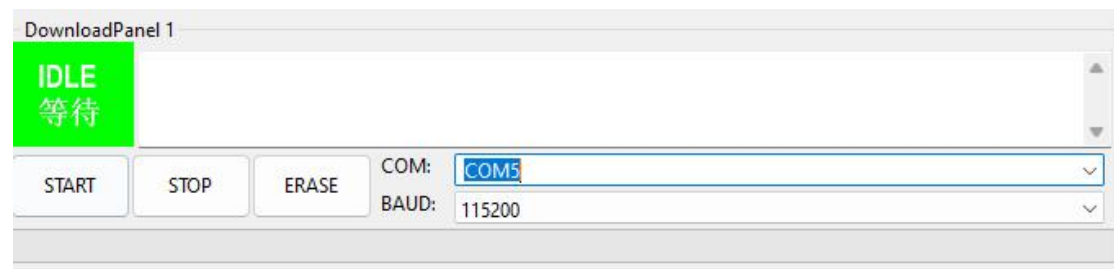 DownloadPanel 1
IDLE
等待
START STOP ERASE
COM: COM5
BAUD: 115200